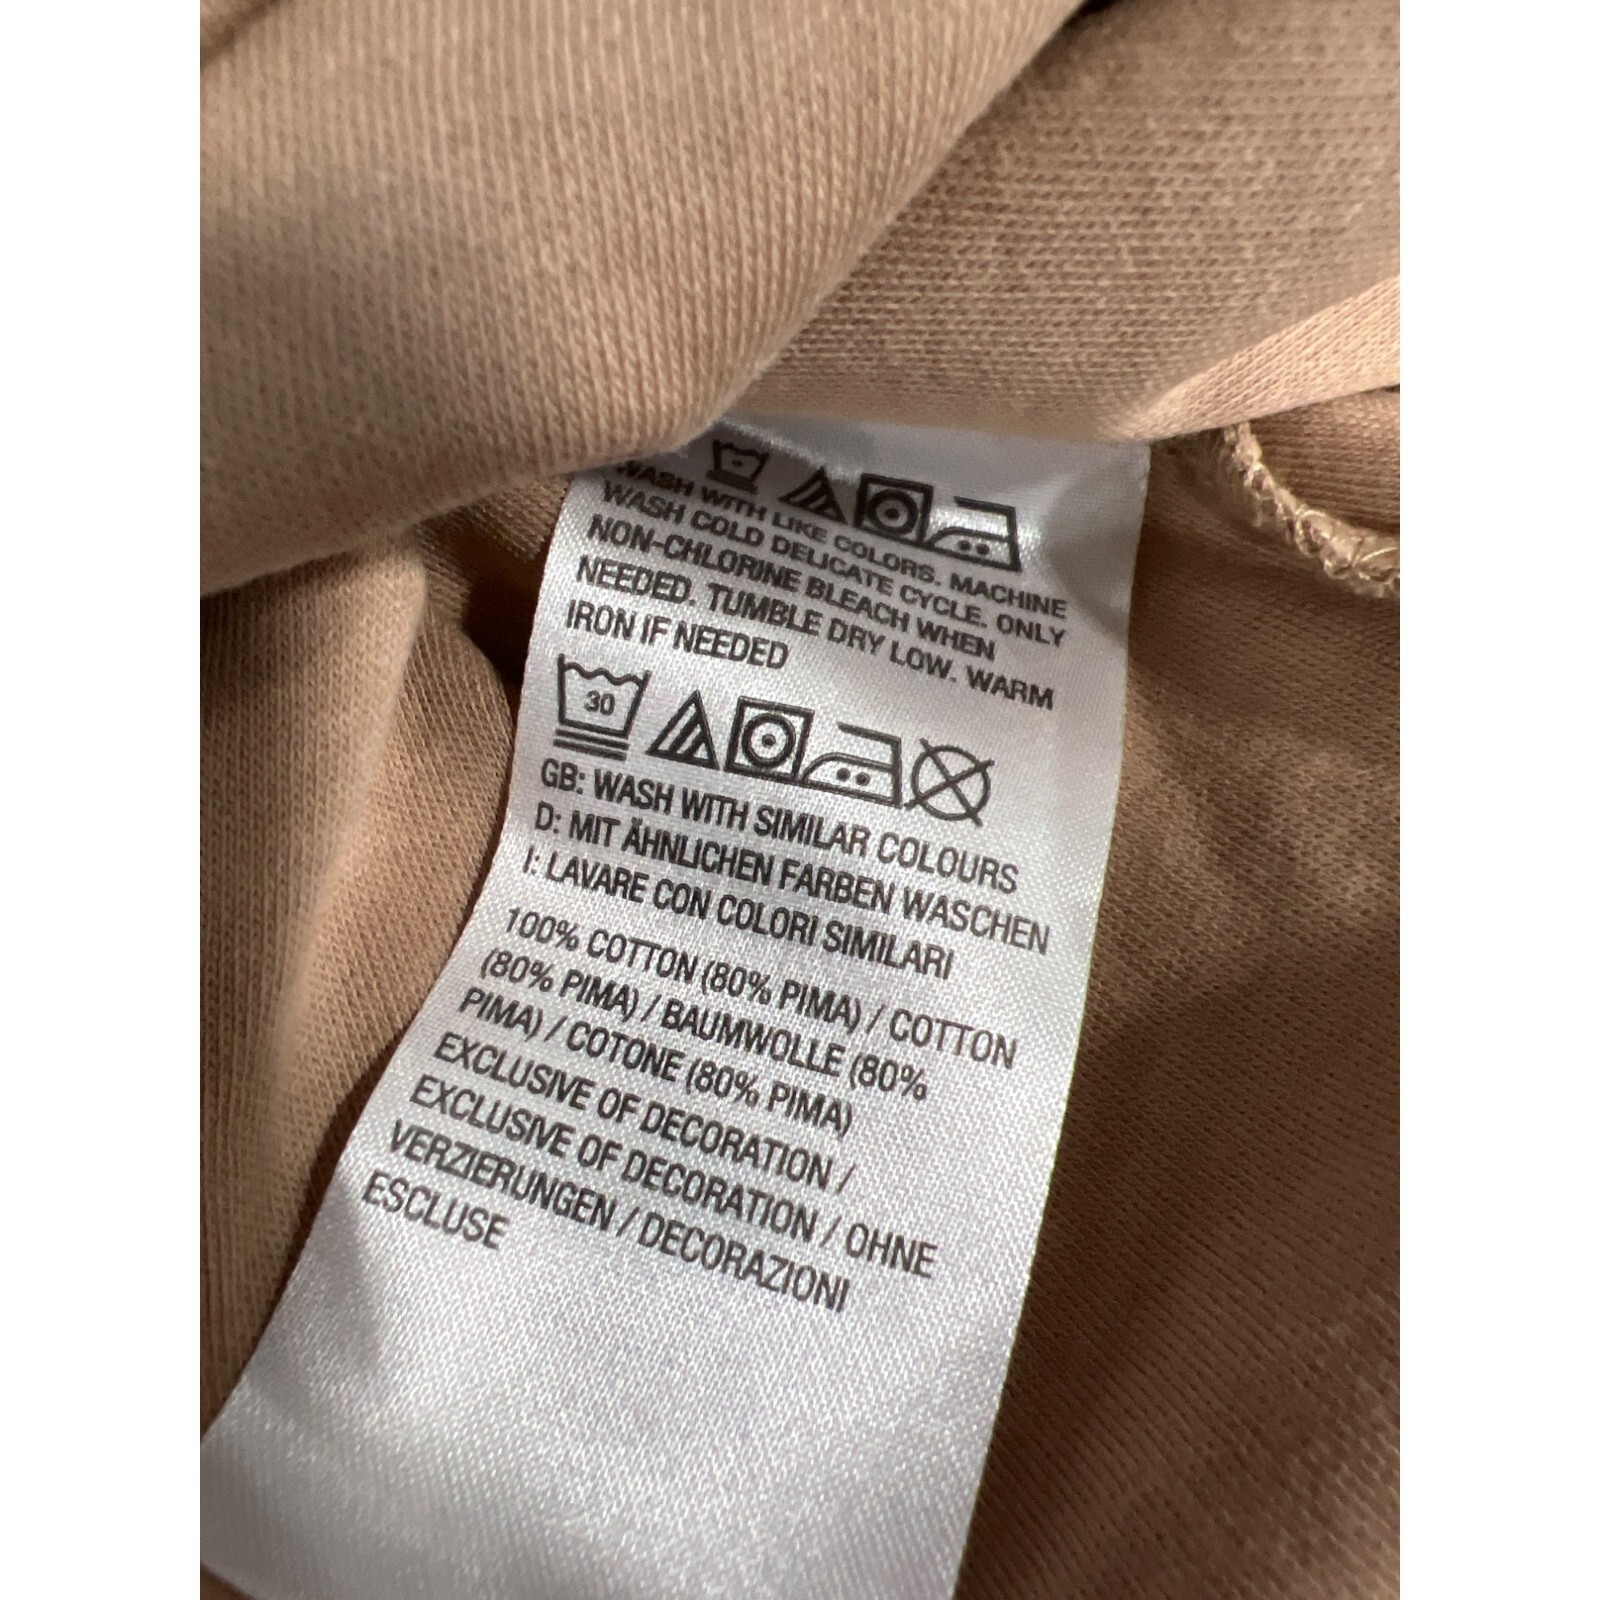 WASH WITH LIKE COLORS. MACHINE
WASH COLD DELICATE CYCLE. ONLY
NON-CHLORINE BLEACH WHEN
NEEDED. TUMBLE DRY LOW. WARM
IRON IF NEEDED
30
GB: WASH WITH SIMILAR COLOURS
D: MIT ÄHNLICHEN FARBEN WASCHEN
I: LAVARE CON COLORI SIMILARI
100% COTTON (80% PIMA) / COTTON
(80% PIMA) / BAUMWOLLE (80%
PIMA) / COTONE (80% PIMA)
EXCLUSIVE OF DECORATION /
EXCLUSIVE OF DECORATION / OHNE
VERZIERUNGEN / DECORAZIONI
ESCLUSE